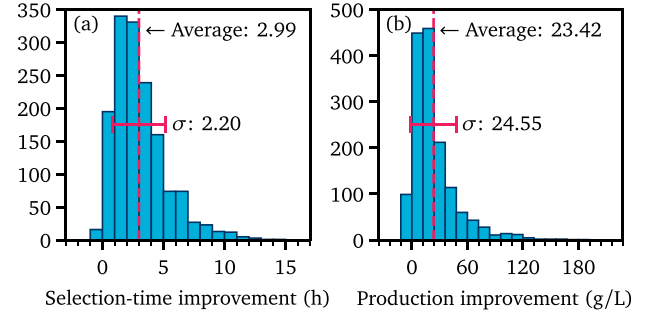 350
300
250
200
150
100
50
0
(a)
← Average: 2.99
σ: 2.20
0 5 10 15
Selection-time improvement (h)
500
400
300
200
100
0
(b)
← Average: 23.42
σ: 24.55
0 60 120 180
Production improvement (g/L)